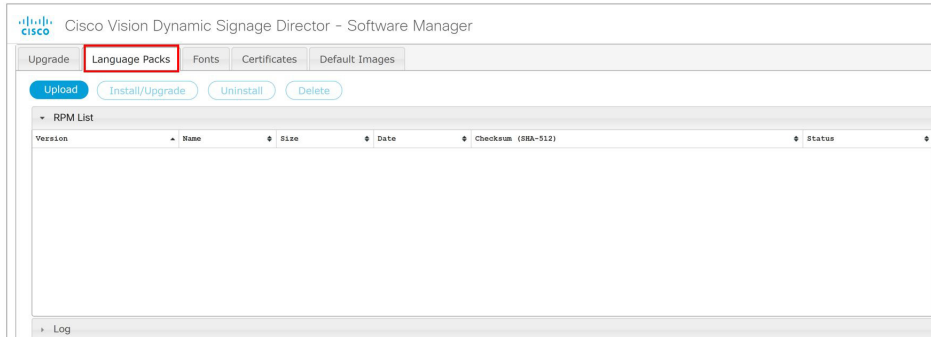 CISCO Cisco Vision Dynamic Signage Director - Software Manager
Upgrade Language Packs Fonts Certificates Default Images
Upload Install/Upgrade Uninstall Delete
RPM List
Version Name Size Date Checksum (SHA-512) Status
Log